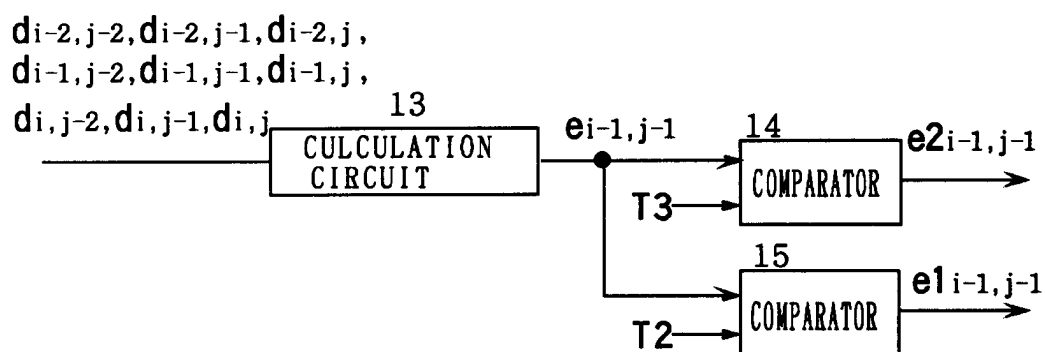 di-2,j-2,di-2,j-1,di-2,j,
di-1,j-2,di-1,j-1,di-1,j,
di,j-2,di,j-1,di,j
13
CULCULATION
CIRCUIT
ei-1,j-1
14
COMPARATOR
e2i-1,j-1
T3
15
COMPARATOR
e1i-1,j-1
T2